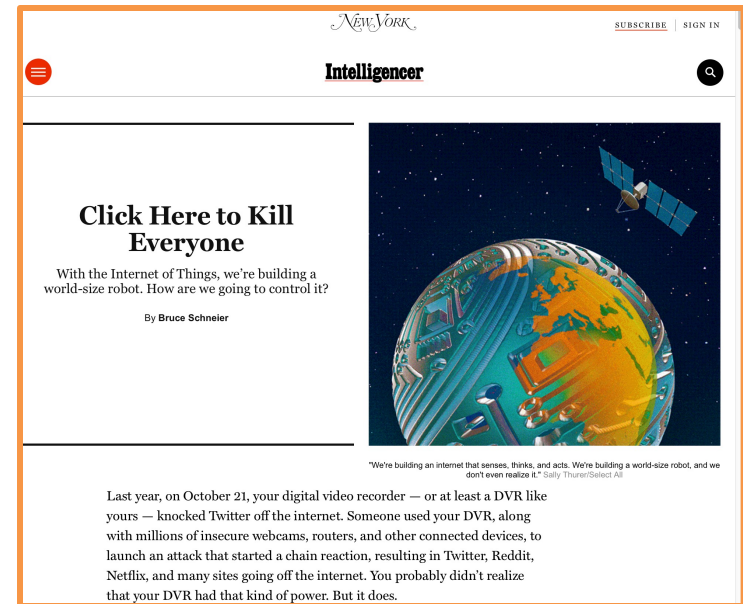 NEW YORK
SUBSCRIBE
SIGN IN
Intelligencer
Click Here to Kill
Everyone
With the Internet of Things, we’re building a
world-size robot. How are we going to control it?
By Bruce Schneier
"We're building an internet that senses, thinks, and acts. We're building a world-size robot, and we
don't even realize it." Sally Thurer/Select All
Last year, on October 21, your digital video recorder — or at least a DVR like
yours — knocked Twitter off the internet. Someone used your DVR, along
with millions of insecure webcams, routers, and other connected devices, to
launch an attack that started a chain reaction, resulting in Twitter, Reddit,
Netflix, and many sites going off the internet. You probably didn’t realize
that your DVR had that kind of power. But it does.